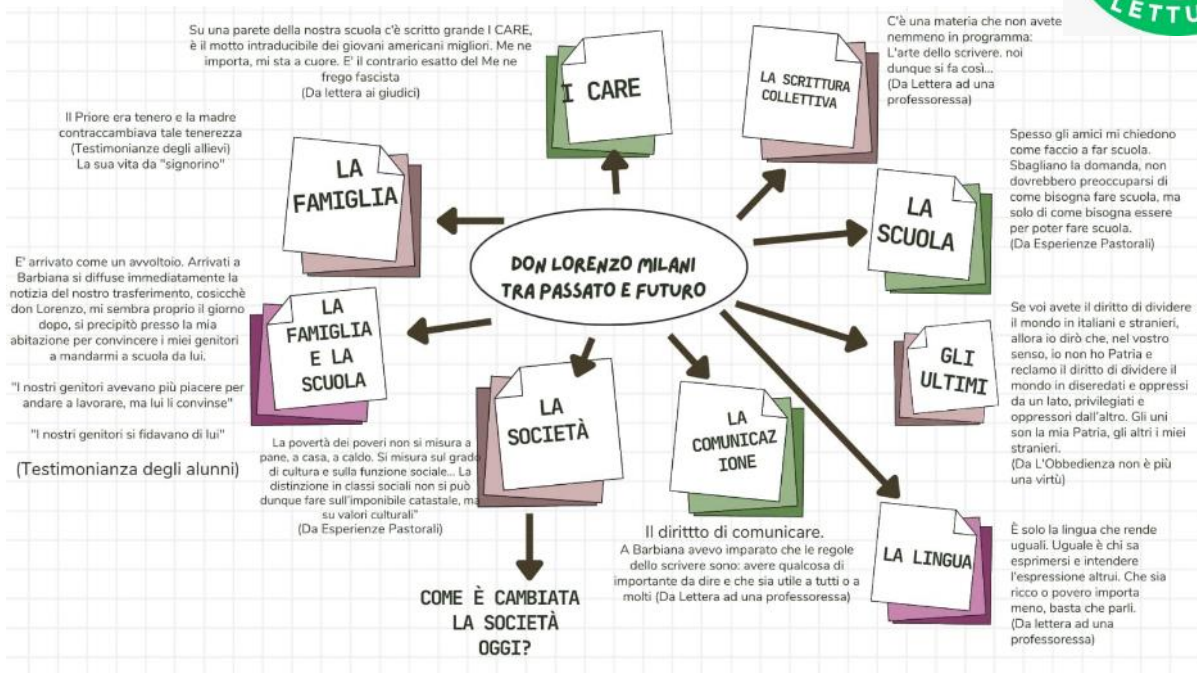 LETTU
Su una parete della nostra scuola c'è scritto grande I CARE,
è il motto intraducibile dei giovani americani migliori. Me ne
importa, mi sta a cuore. E' il contrario esatto del Me ne
frego fascista
(Da lettera ai giudici)
I CARE
LA SCRITTURA
COLLETTIVA
C'è una materia che non avete
nemmeno in programma:
L'arte dello scrivere. noi
dunque si fa così...
(Da Lettera ad una
professoressa)
Il Priore era tenero e la madre
contraccambiava tale tenerezza
(Testimonianze degli allievi)
La sua vita da "signorino"
LA
FAMIGLIA
LA
SCUOLA
Spesso gli amici mi chiedono
come faccio a far scuola.
Sbagliano la domanda, non
dovrebbero preoccuparsi di
come bisogna fare scuola, ma
solo di come bisogna essere
per poter fare scuola.
(Da Esperienze Pastorali)
DON LORENZO MILANI
TRA PASSATO E FUTURO
E' arrivato come un avvoltoio. Arrivati a
Barbiana si diffuse immediatamente la
notizia del nostro trasferimento, cosicchè
don Lorenzo, mi sembra proprio il giorno
dopo, si precipitò presso la mia
abitazione per convincere i miei genitori
a mandarmi a scuola da lui.
"I nostri genitori avevano più piacere per
andare a lavorare, ma lui li convinse"
"I nostri genitori si fidavano di lui"
(Testimonianza degli alunni)
LA
FAMIGLIA
E LA
SCUOLA
GLI
ULTIMI
Se voi avete il diritto di dividere
il mondo in italiani e stranieri,
allora io dirò che, nel vostro
senso, io non ho Patria e
reclamo il diritto di dividere il
mondo in diseredati e oppressi
da un lato, privilegiati e
oppressori dall'altro. Gli uni
son la mia Patria, gli altri i miei
stranieri.
(Da L'Obbedienza non è più
una virtù)
LA
SOCIETÀ
La povertà dei poveri non si misura a
pane, a casa, a caldo. Si misura sul grado
di cultura e sulla funzione sociale... La
distinzione in classi sociali non si può
dunque fare sull'imponibile catastale, ma
su valori culturali"
(Da Esperienze Pastorali)
COME È CAMBIATA
LA SOCIETÀ
OGGI?
LA
COMUNICAZ
IONE
Il dirittto di comunicare.
A Barbiana avevo imparato che le regole
dello scrivere sono: avere qualcosa di
importante da dire e che sia utile a tutti o a
molti (Da Lettera ad una professoressa)
LA LINGUA
È solo la lingua che rende
uguali. Uguale è chi sa
esprimersi e intendere
l'espressione altrui. Che sia
ricco o povero importa
meno, basta che parli.
(Da lettera ad una
professoressa)